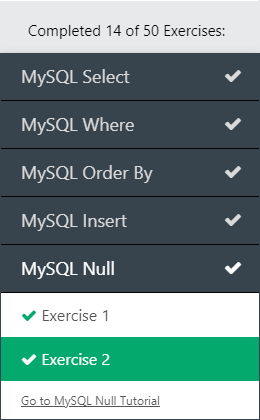 Completed 14 of 50 Exercises:
MySQL Select
MySQL Where
MySQL Order By
MySQL Insert
MySQL Null
Exercise 1
Exercise 2
Go to MySQL Null Tutorial